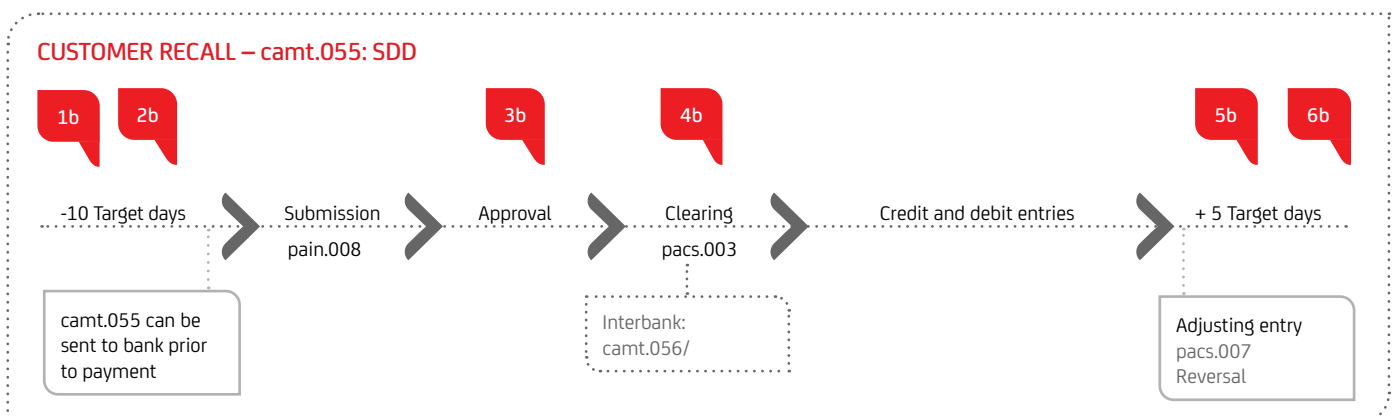 CUSTOMER RECALL – camt.055: SDD
1b
2b
3b
4b
5b
6b
-10 Target days
Submission
Approval
Clearing
Credit and debit entries
+ 5 Target days
pain.008
pacs.003
camt.055 can be
sent to bank prior
to payment
Interbank:
camt.056/
Adjusting entry
pacs.007
Reversal